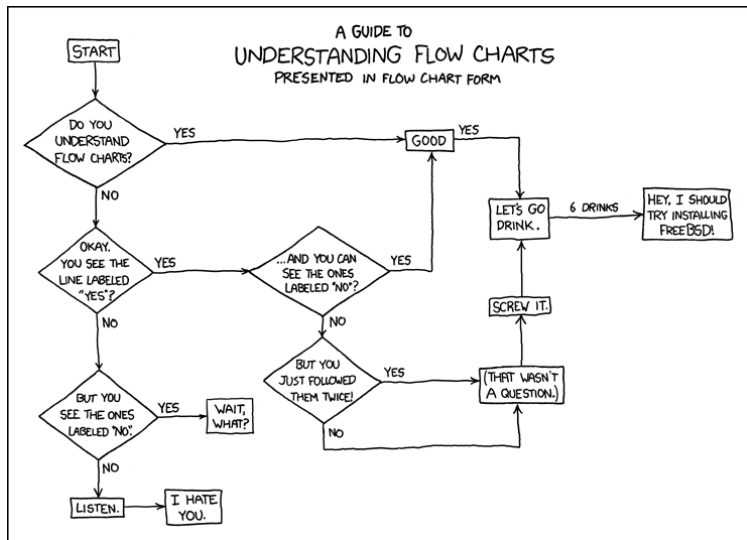 A GUIDE TO
UNDERSTANDING FLOW CHARTS
PRESENTED IN FLOW CHART FORM
START
DO YOU
UNDERSTAND
FLOW CHARTS?
YES
GOOD
YES
NO
LET'S GO
DRINK.
6 DRINKS
HEY, I SHOULD
TRY INSTALLING
FREEBSD!
OKAY.
YOU SEE THE
LINE LABELED
"YES"?
YES
...AND YOU CAN
SEE THE ONES
LABELED "NO"?
YES
NO
NO
SCREW IT.
BUT YOU
JUST FOLLOWED
THEM TWICE!
YES
(THAT WASN'T
A QUESTION.)
NO
BUT YOU
SEE THE ONES
LABELED "NO".
YES
WAIT,
WHAT?
NO
LISTEN.
I HATE
YOU.